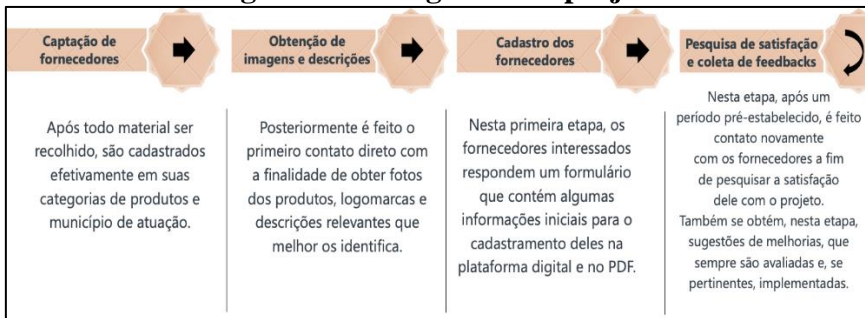 Captação de
fornecedores
Após todo material ser
recolhido, são cadastrados
efetivamente em suas
categorias de produtos e
município de atuação.
Obtenção de
imagens e descrições
Posteriormente é feito o
primeiro contato direto com
a finalidade de obter fotos
dos produtos, logomarcas e
descrições relevantes que
melhor os identifica.
Cadastro dos
fornecedores
Nesta primeira etapa, os
fornecedores interessados
respondem um formulário
que contém algumas
informações iniciais para o
cadastramento deles na
plataforma digital e no PDF.
Pesquisa de satisfação
e coleta de feedbacks
Nesta etapa, após um
período pré-estabelecido, é feito
contato novamente
com os fornecedores a fim
de pesquisar a satisfação
dele com o projeto.
Também se obtém, nesta etapa,
sugestões de melhorias, que
sempre são avaliadas e, se
pertinentes, implementadas.